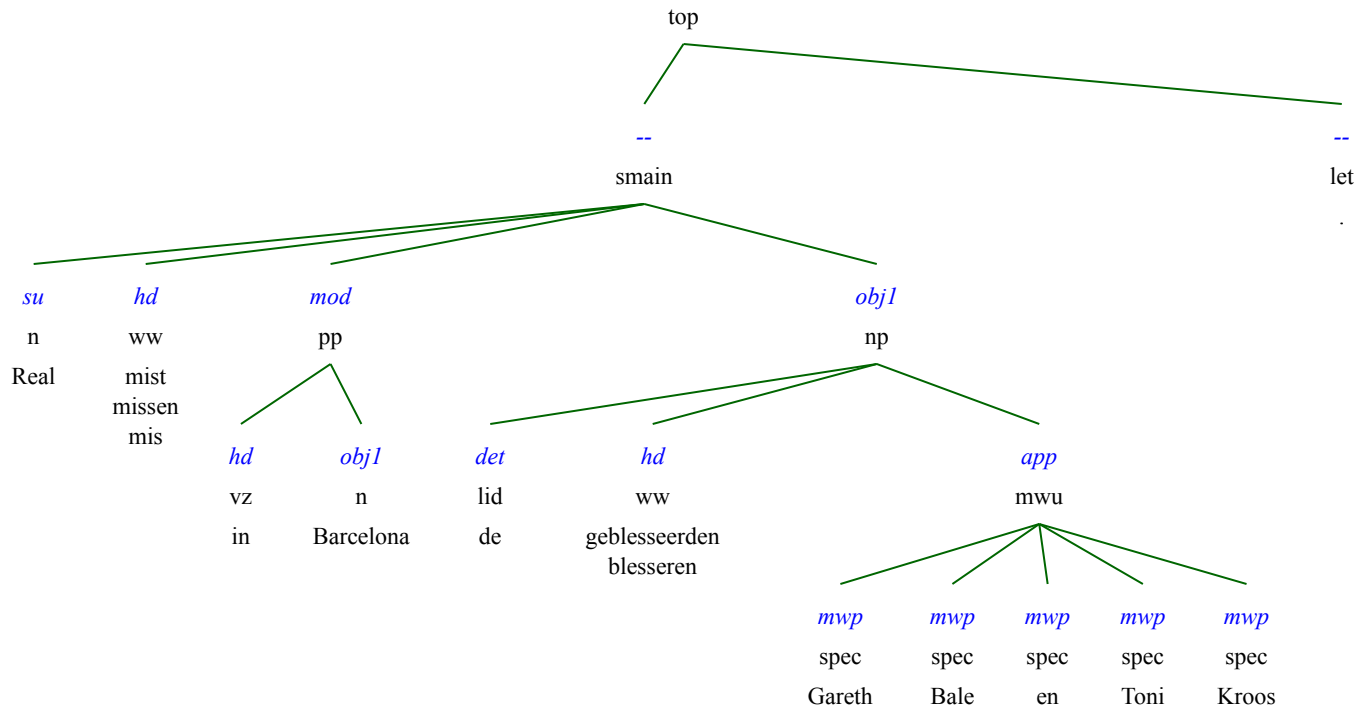 top
-- --
smain let
.
su hd mod obj1
n ww pp np
Real mist
missen
mis
hd obj1 det hd app
vz n lid ww mwu
in Barcelona de geblesseerden
blesseren
mwp mwp mwp mwp mwp
spec spec spec spec spec
Gareth Bale en Toni Kroos